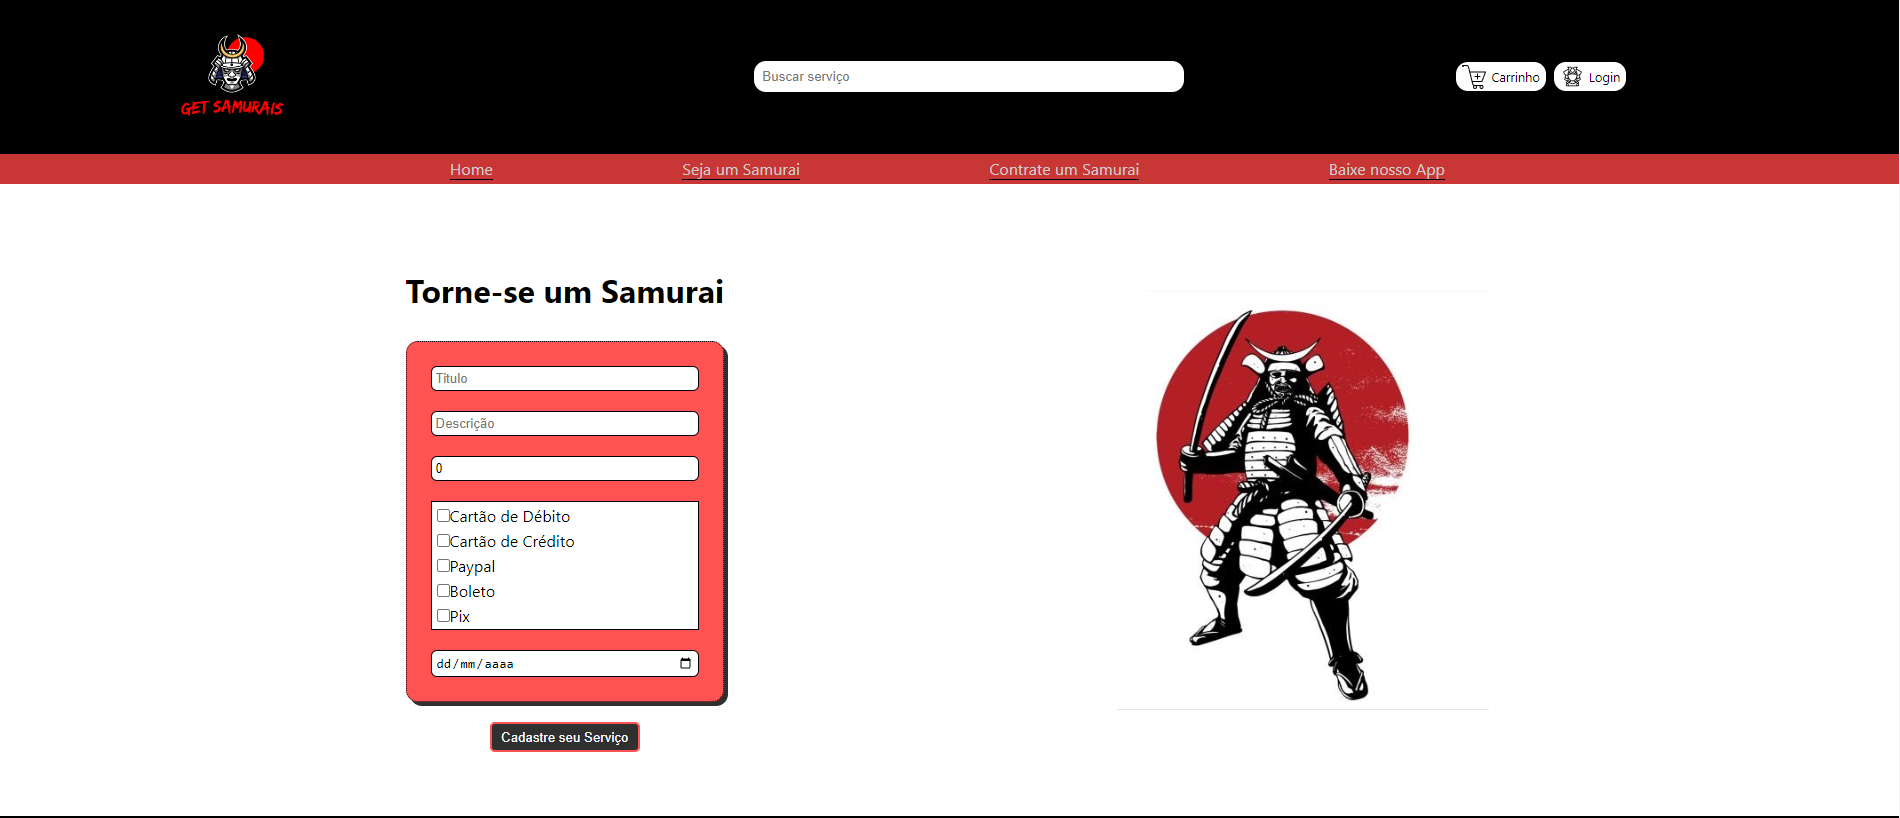 GET SAMURAIS
Buscar serviço
Carrinho
Login
Home
Seja um Samurai
Contrate um Samurai
Baixe nosso App
Torne-se um Samurai
Titulo
Descrição
0
Cartão de Débito
Cartão de Crédito
Paypal
Boleto
Pix
dd/mm/aaaa
Cadastre seu Serviço